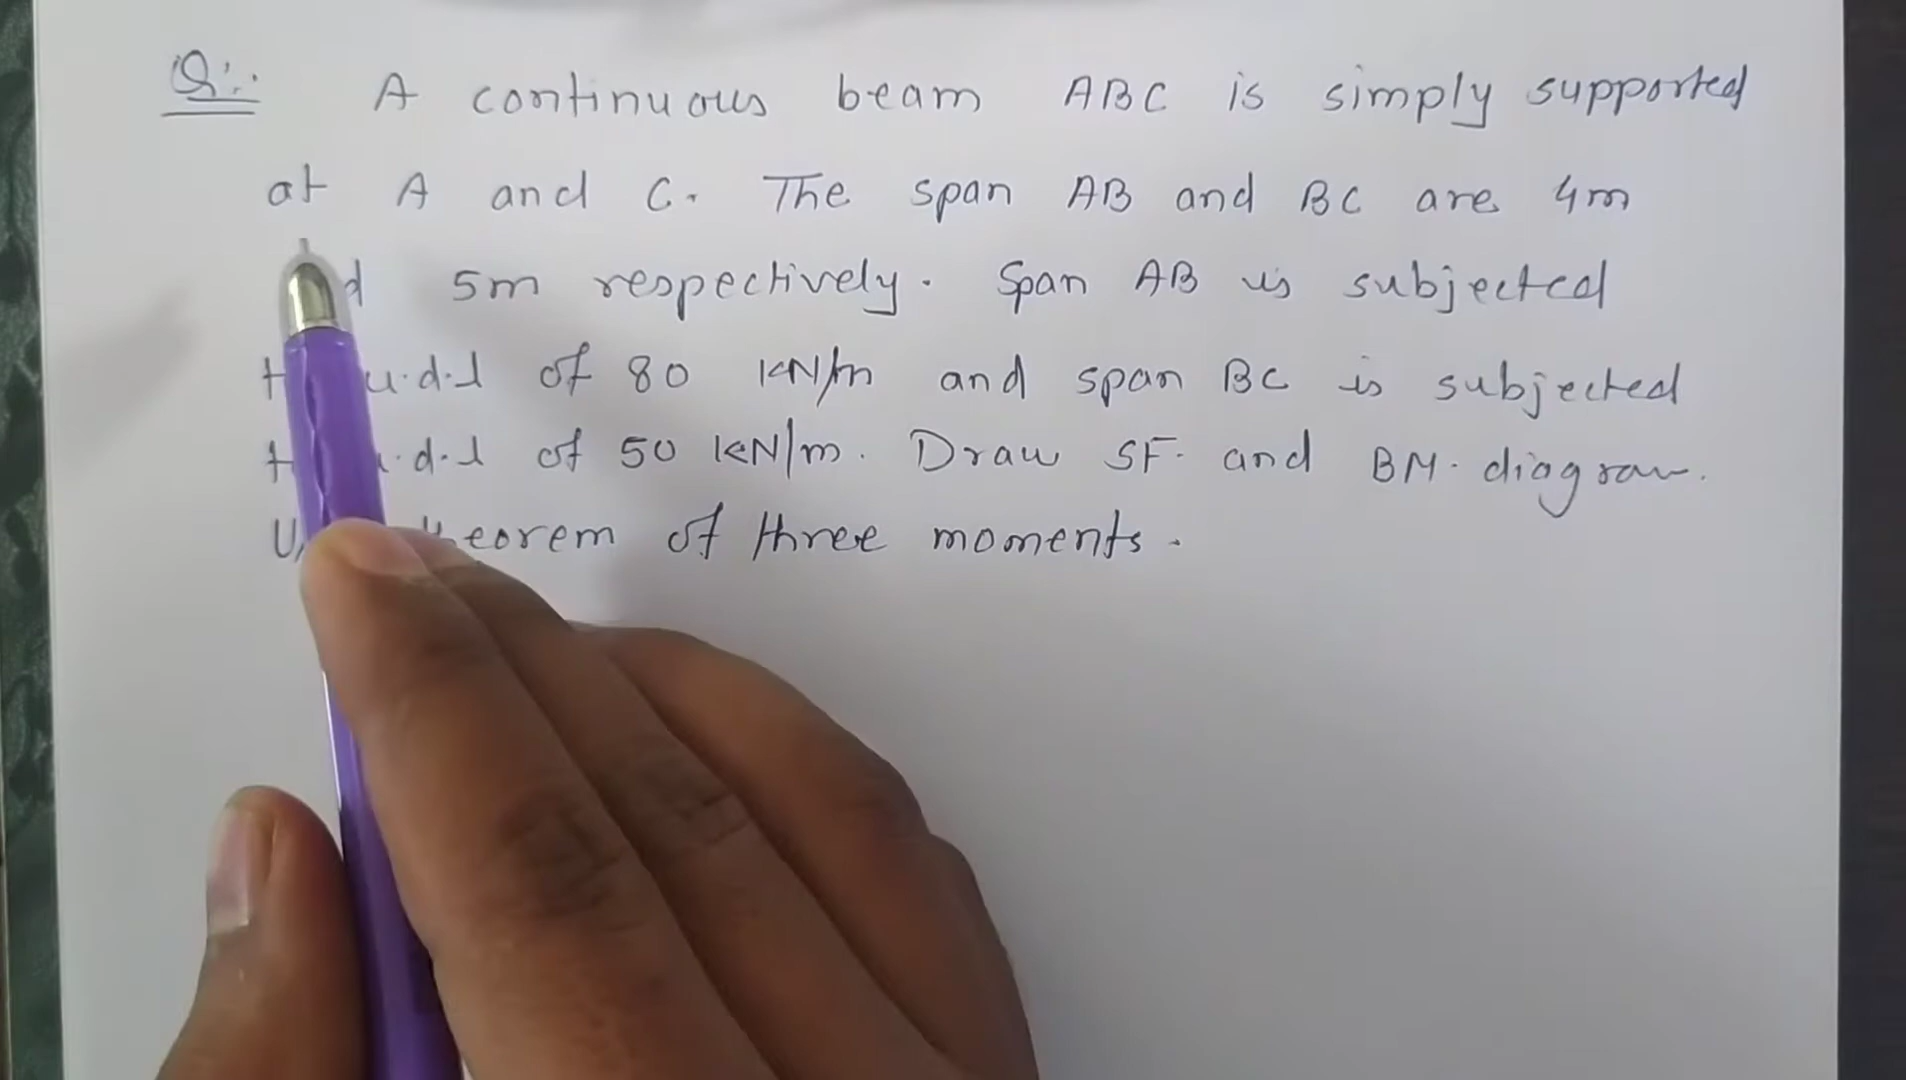 Q:. A continuous beam ABC is simply supported
at A and C. The span AB and BC are 4m
5m respectively. Span AB is subjected
u.d.l of 80 kN/m and span BC is subjected
u.d.l of 50 kN/m. Draw SF. and BM. diagram.
theorem of three moments.